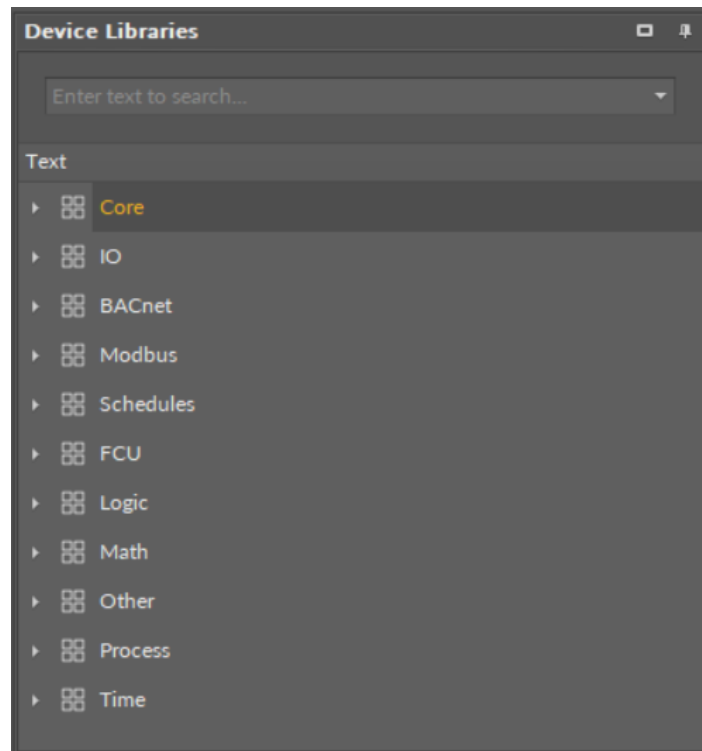 Device Libraries
Enter text to search...
Text
Core
IO
BACnet
Modbus
Schedules
FCU
Logic
Math
Other
Process
Time